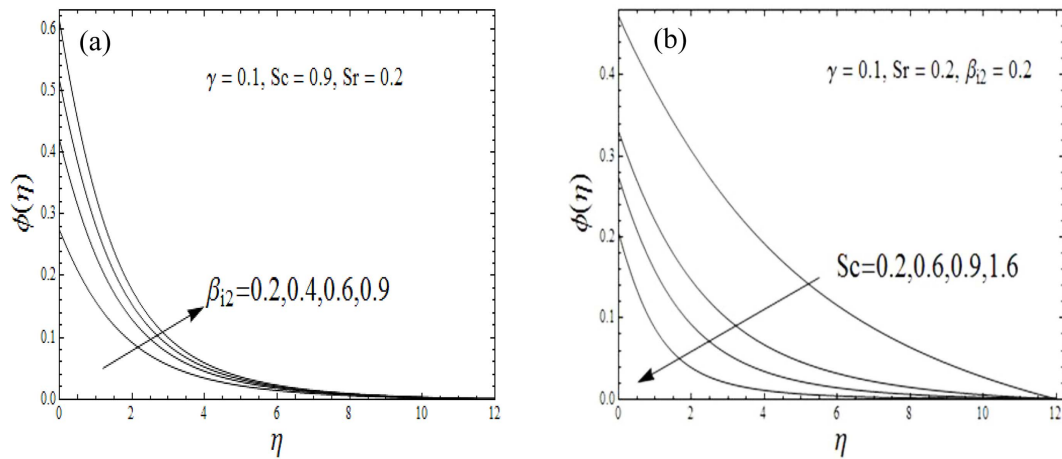 (a)
γ = 0.1, Sc = 0.9, Sr = 0.2
β_i2=0.2,0.4,0.6,0.9
ϕ(η)
0.6
0.5
0.4
0.3
0.2
0.1
0.0
0 2 4 6 8 10 12
η
(b)
γ = 0.1, Sr = 0.2, β_i2 = 0.2
Sc=0.2,0.6,0.9,1.6
ϕ(η)
0.4
0.3
0.2
0.1
0.0
0 2 4 6 8 10 12
η